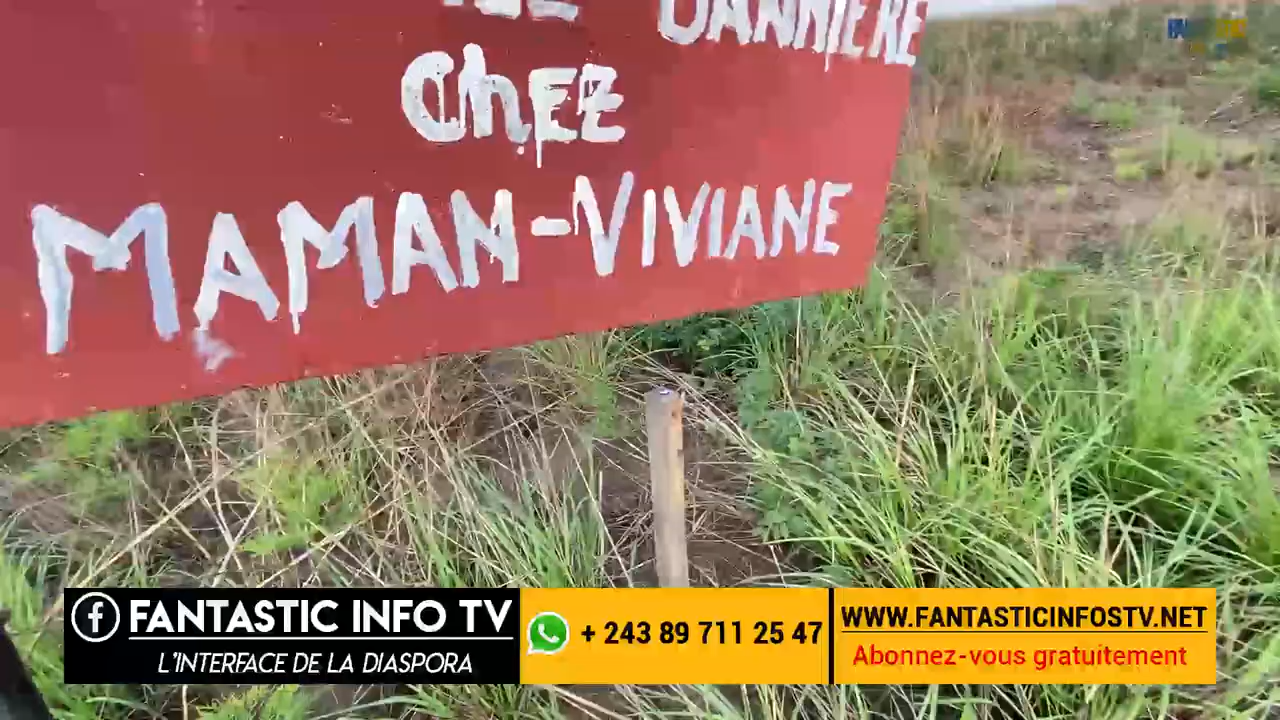 Chez
MAMAN-VIVIANE
FANTASTIC INFO TV
L'INTERFACE DE LA DIASPORA
+ 243 89 711 25 47
WWW.FANTASTICINFOSTV.NET
Abonnez-vous gratuitement